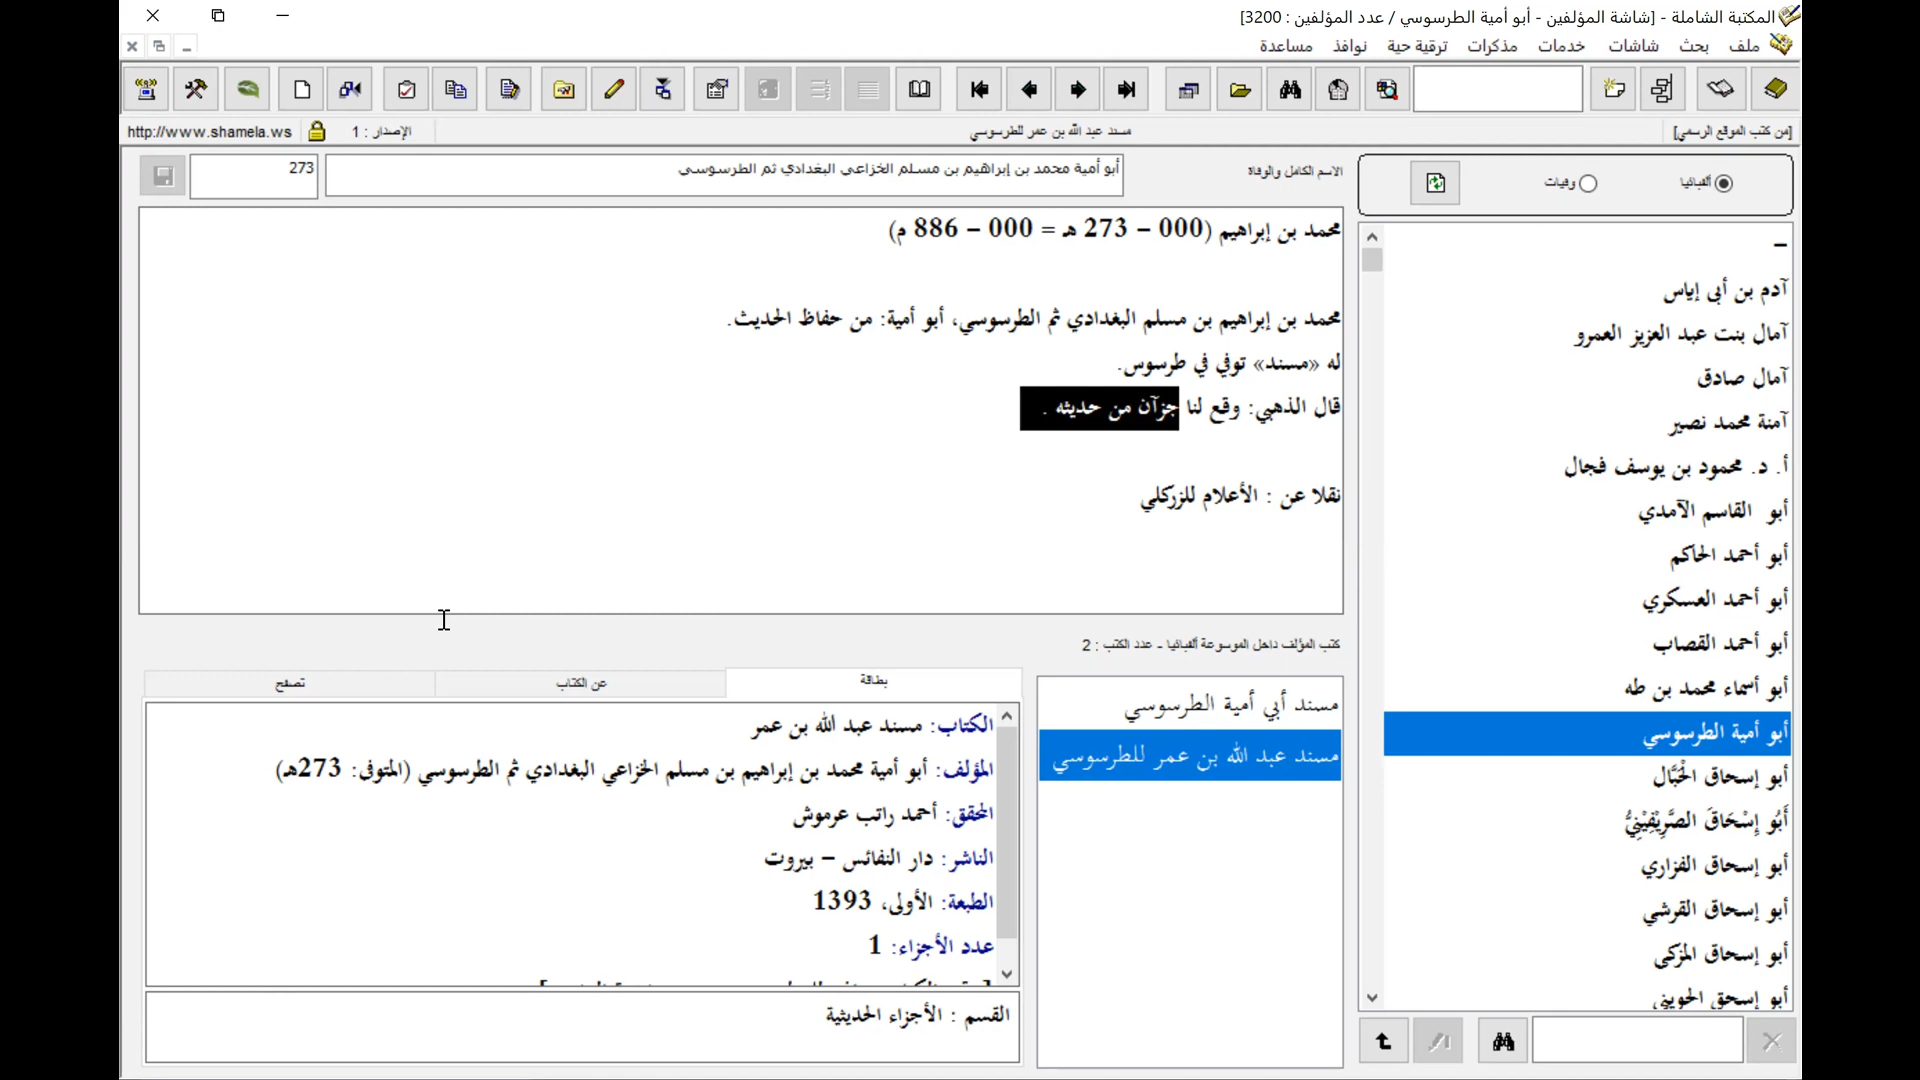 المكتبة الشاملة - [شاشة المؤلفين - أبو أمية الطرسوسي / عدد المؤلفين : 3200]
ملف بحث شاشات خدمات مذكرات ترقية حية نوافذ مساعدة
[من كتب الموقع الرسمي] مسند عبد الله بن عمر للطرسوسي الإصدار : 1 http://www.shamela.ws
ألفبائيا وفيات
الاسم الكامل والوفاة أبو أمية محمد بن إبراهيم بن مسلم الخزاعي البغدادي ثم الطرسوسي 273
محمد بن إبراهيم (000 - 273 هـ = 000 - 886 م)
محمد بن إبراهيم بن مسلم البغدادي ثم الطرسوسي، أبو أمية: من حفاظ الحديث.
له «مسند» توفي في طرسوس.
قال الذهبي: وقع لنا جزآن من حديثه .
نقلا عن : الأعلام للزركلي
–
آدم بن أبى إياس
آمال بنت عبد العزيز العمرو
آمال صادق
آمنة محمد نصير
أ. د. محمود بن يوسف فجال
أبو القاسم الآمدي
أبو أحمد الحاكم
أبو أحمد العسكري
أبو أحمد القصاب
أبو أسماء محمد بن طه
أبو أمية الطرسوسي
أبو إسحاق الْحَبَّال
أَبُو إِسْحَاقَ الصَّرِيْفِيْنِيُّ
أبو إسحاق الفزاري
أبو إسحاق القرشي
أبو إسحاق المزكى
أبو إسحق الحويني
كتب المؤلف داخل الموسوعة ألفبائيا - عدد الكتب : 2
مسند أبي أمية الطرسوسي
مسند عبد الله بن عمر للطرسوسي
بطاقة عن الكتاب تصفح
الكتاب: مسند عبد الله بن عمر
المؤلف: أبو أمية محمد بن إبراهيم بن مسلم الخزاعي البغدادي ثم الطرسوسي (المتوفى: 273هـ)
المحقق: أحمد راتب عرموش
الناشر: دار النفائس – بيروت
الطبعة: الأولى، 1393
عدد الأجزاء: 1
القسم : الأجزاء الحديثية